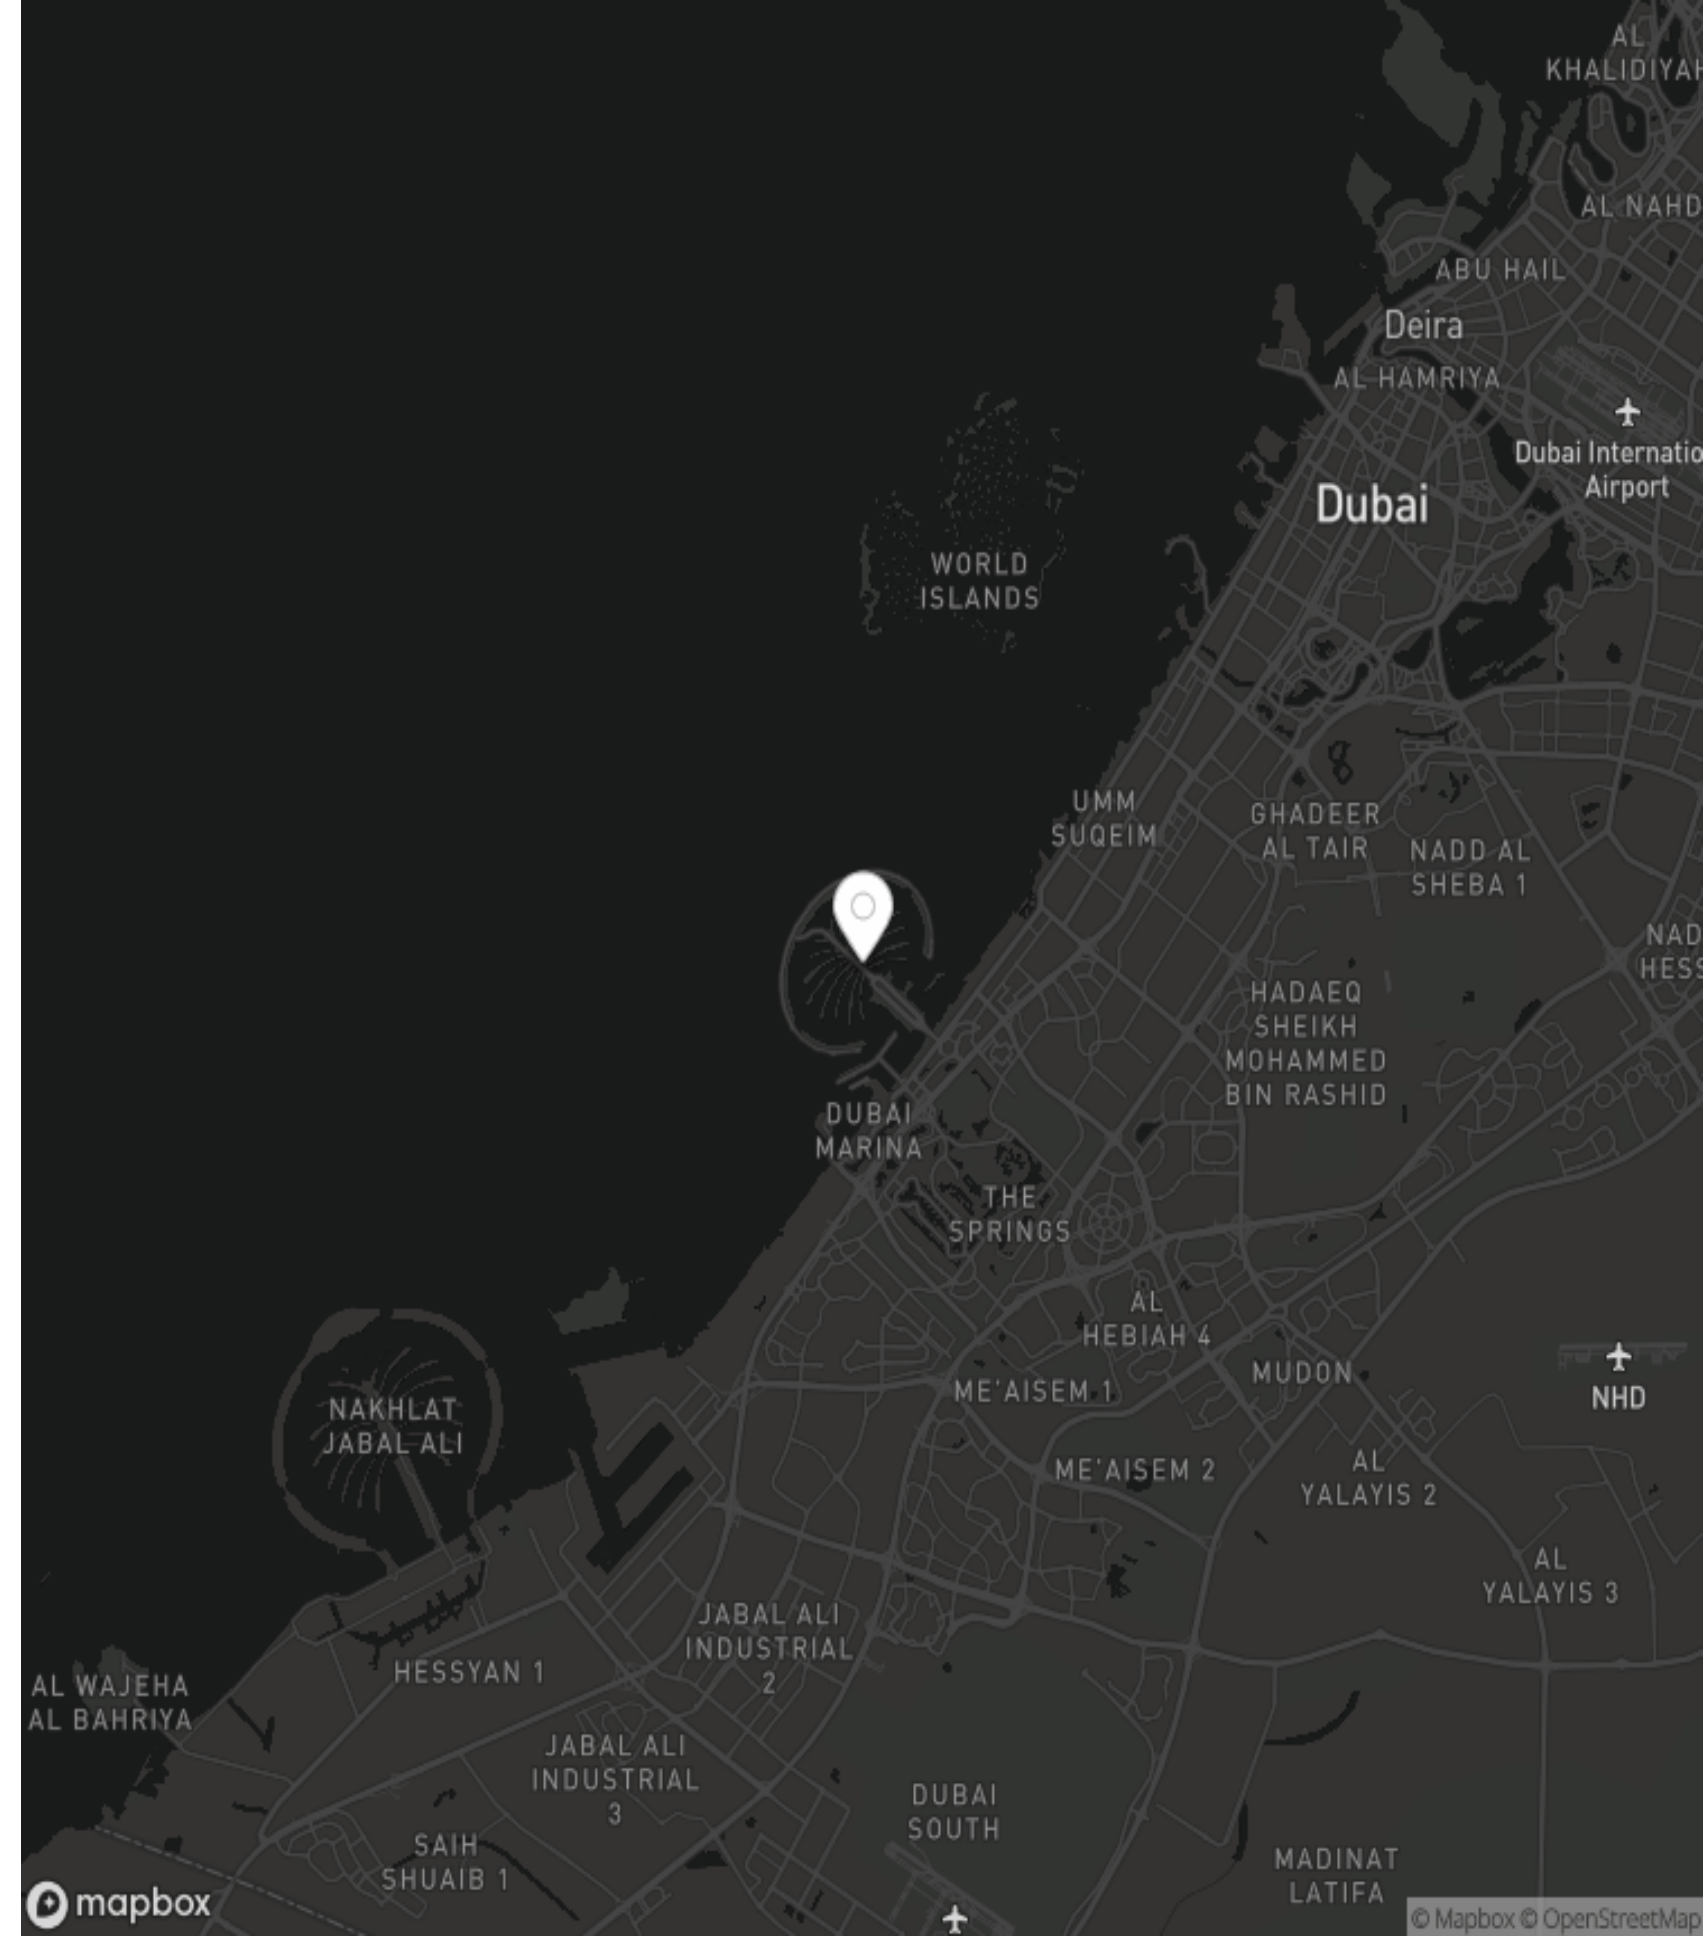 AL
KHALIDIYAH
AL NAHD
ABU HAIL
Deira
AL HAMRIYA
Dubai Internatio
Airport
Dubai
WORLD
ISLANDS
UMM
SUQEIM
GHADEER
AL TAIR
NADD AL
SHEBA 1
NAD
HESS
HADAEQ
SHEIKH
MOHAMMED
BIN RASHID
DUBAI
MARINA
THE
SPRINGS
AL
HEBIAH 4
MUDON
NHD
ME'AISEM 1
NAKHLAT
JABAL ALI
ME'AISEM 2
AL
YALAYIS 2
AL
YALAYIS 3
JABAL ALI
INDUSTRIAL
2
HESSYAN 1
AL WAJEHA
AL BAHRIYA
JABAL ALI
INDUSTRIAL
3
DUBAI
SOUTH
SAIH
SHUAIB 1
MADINAT
LATIFA
mapbox
© Mapbox © OpenStreetMap